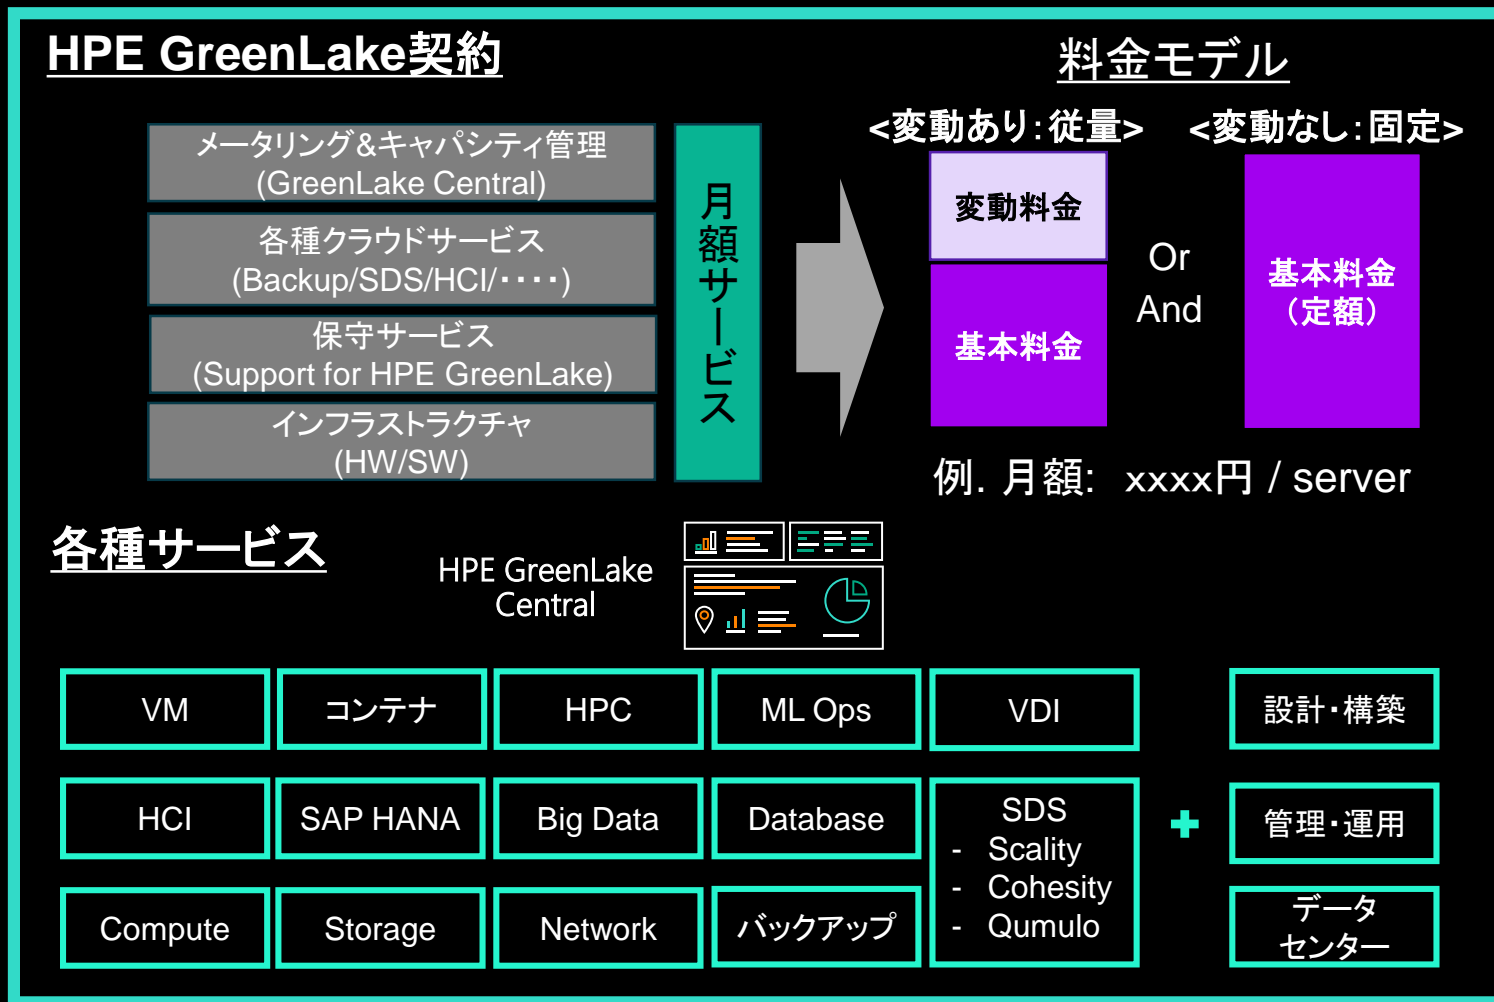 HPE GreenLake契約
メータリング&キャパシティ管理
(GreenLake Central)
各種クラウドサービス
(Backup/SDS/HCI/････)
保守サービス
(Support for HPE GreenLake)
インフラストラクチャ
(HW/SW)
月額サービス
料金モデル
<変動あり:従量>
<変動なし:固定>
変動料金
基本料金
Or
And
基本料金
(定額)
例. 月額: xxxx円 / server
各種サービス
HPE GreenLake
Central
VM
コンテナ
HPC
ML Ops
VDI
設計・構築
HCI
SAP HANA
Big Data
Database
SDS
- Scality
- Cohesity
- Qumulo
管理・運用
Compute
Storage
Network
バックアップ
データ
センター